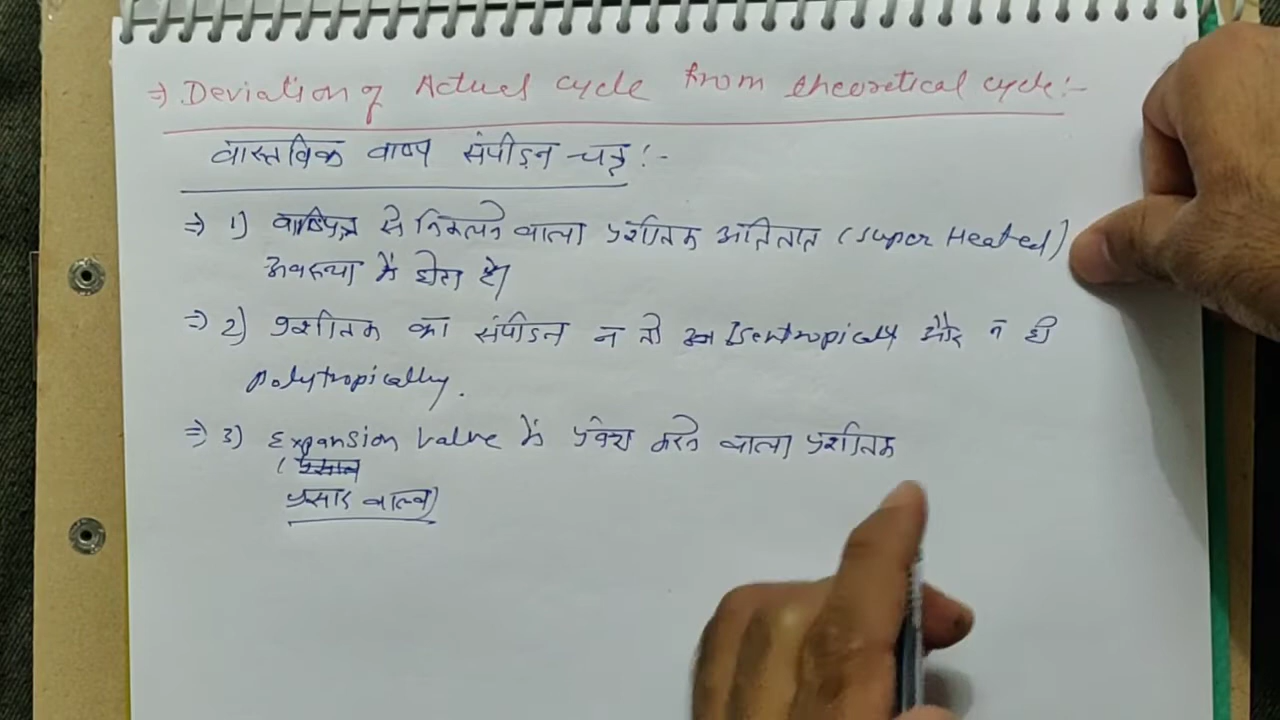 ⇒ Deviation of Actual cycle from theoretical cycle:-
वास्तविक वाष्प संपीडन चक्र :-
⇒ 1) वाष्पित्र से निकलने वाला प्रशीतक अतितप्त (Super Heated)
अवस्था में होता है।
⇒ 2) प्रशीतक का संपीडन न तो Isentropically और न ही
polytropically.
⇒ 3) Expansion Valve में प्रवेश करने वाला प्रशीतक
(
प्रसार वाल्व)